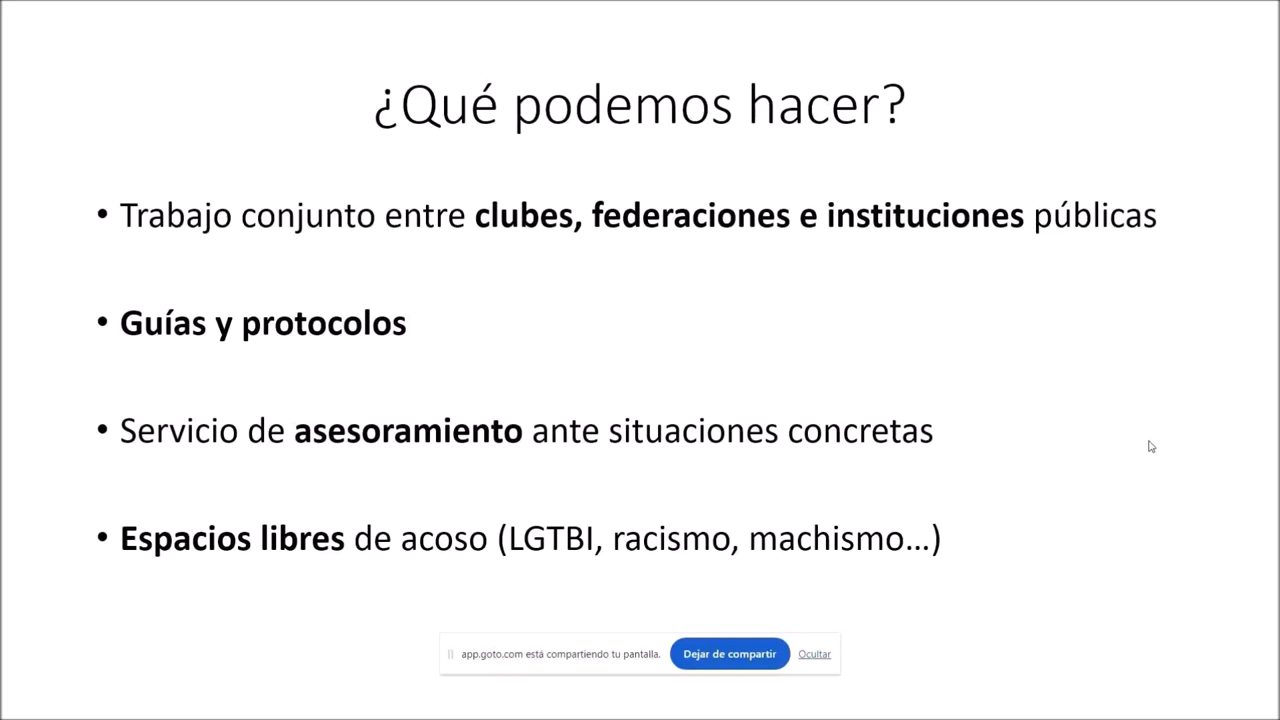 ¿Qué podemos hacer?
• Trabajo conjunto entre clubes, federaciones e instituciones públicas
• Guías y protocolos
• Servicio de asesoramiento ante situaciones concretas
• Espacios libres de acoso (LGTBI, racismo, machismo...)
app.goto.com está compartiendo tu pantalla. Dejar de compartir Ocultar